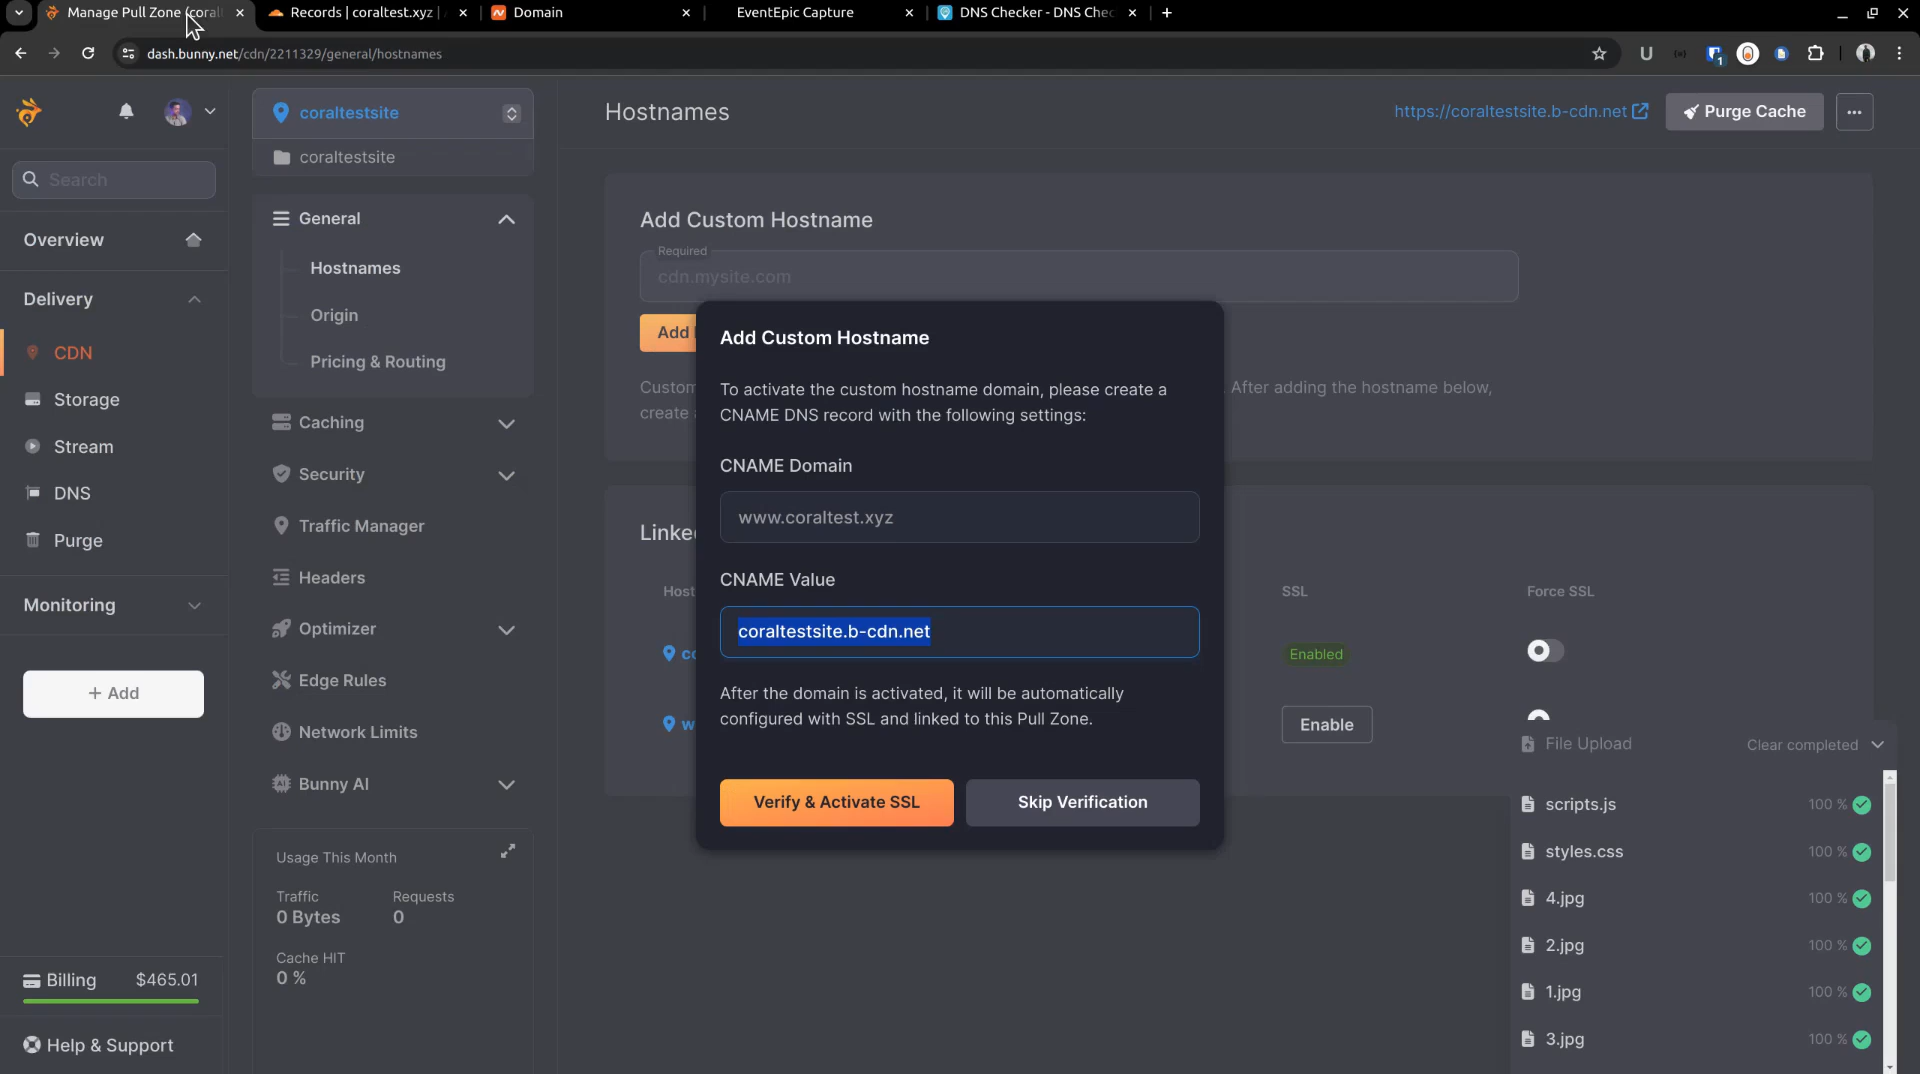 Manage Pull Zone (coral
Records | coraltest.xyz |
Domain
EventEpic Capture
DNS Checker - DNS Chec
dash.bunny.net/cdn/2211329/general/hostnames
1
Search
Overview
Delivery
CDN
Storage
Stream
DNS
Purge
Monitoring
+ Add
Billing $465.01
Help & Support
coraltestsite
coraltestsite
General
Hostnames
Origin
Pricing & Routing
Caching
Security
Traffic Manager
Headers
Optimizer
Edge Rules
Network Limits
Bunny AI
Usage This Month
Traffic Requests
0 Bytes 0
Cache HIT
0 %
Hostnames
https://coraltestsite.b-cdn.net
Purge Cache
Add Custom Hostname
Required
cdn.mysite.com
Add
Custom
. After adding the hostname below,
create
Linked
Host
SSL
Force SSL
co
Enabled
w
Enable
Add Custom Hostname
To activate the custom hostname domain, please create a
CNAME DNS record with the following settings:
CNAME Domain
www.coraltest.xyz
CNAME Value
coraltestsite.b-cdn.net
After the domain is activated, it will be automatically
configured with SSL and linked to this Pull Zone.
Verify & Activate SSL
Skip Verification
File Upload
Clear completed
scripts.js 100 %
styles.css 100 %
4.jpg 100 %
2.jpg 100 %
1.jpg 100 %
3.jpg 100 %